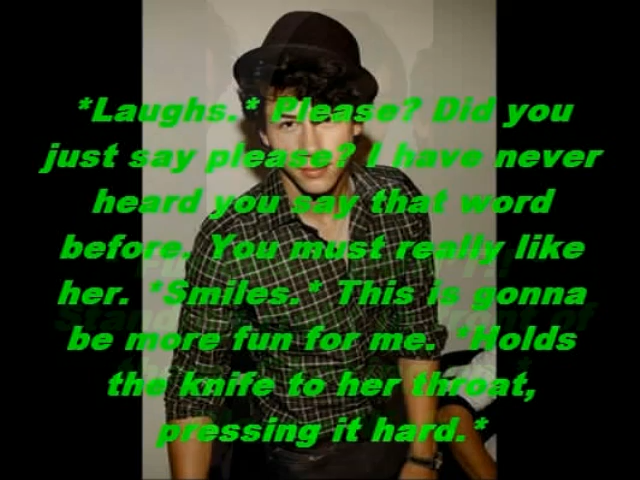 *Laughs.* Please? Did you
just say please? I have never
heard you say that word
before. You must really like
her. *Smiles.* This is gonna
be more fun for me. *Holds
the knife to her throat,
pressing it hard.*